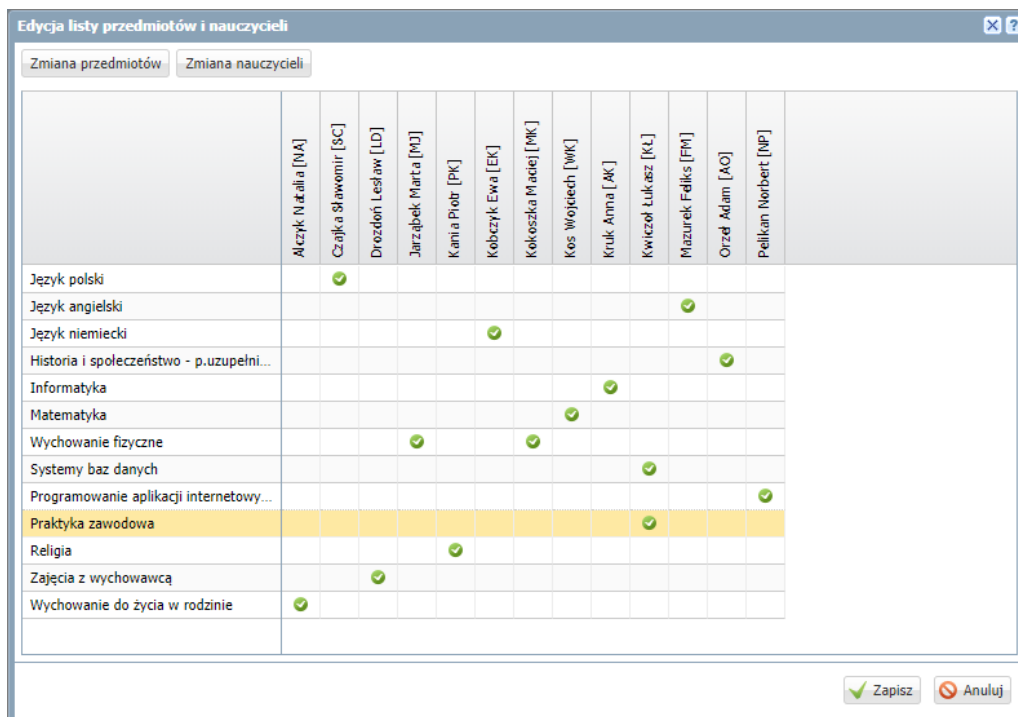 Edycja listy przedmiotów i nauczycieli
Zmiana przedmiotów Zmiana nauczycieli
Alczyk Natalia [NA]
Czajka Sławomir [SC]
Drozdoń Lesław [LD]
Jarząbek Marta [MJ]
Kania Piotr [PK]
Kobczyk Ewa [EK]
Kokoszka Maciej [MK]
Kos Wojciech [WK]
Kruk Anna [AK]
Kwiczoł Łukasz [KŁ]
Mazurek Feliks [FM]
Orzeł Adam [AO]
Pelikan Norbert [NP]
Język polski
Język angielski
Język niemiecki
Historia i społeczeństwo - p.uzupełni...
Informatyka
Matematyka
Wychowanie fizyczne
Systemy baz danych
Programowanie aplikacji internetowy...
Praktyka zawodowa
Religia
Zajęcia z wychowawcą
Wychowanie do życia w rodzinie
Zapisz Anuluj